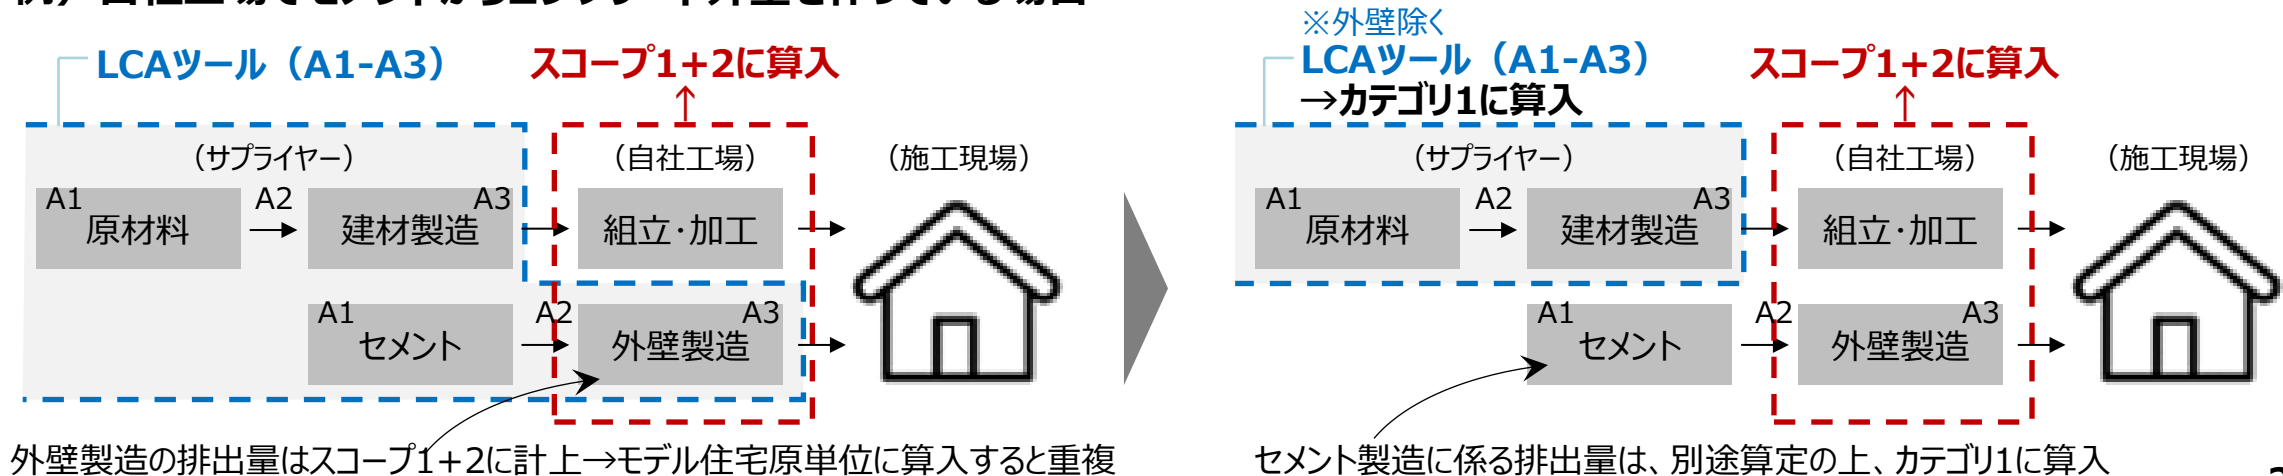 例）自社工場でセメントからコンクリート外壁を作っている場合
LCAツール（A1-A3）
スコープ1+2に算入
↑
（サプライヤー）
（自社工場）
（施工現場）
A1
原材料
A2
→
A3
建材製造
組立・加工
A1
セメント
A2
A3
外壁製造
外壁製造の排出量はスコープ1+2に計上→モデル住宅原単位に算入すると重複
※外壁除く
LCAツール（A1-A3）
→カテゴリ1に算入
スコープ1+2に算入
↑
（サプライヤー）
（自社工場）
（施工現場）
A1
原材料
A2
→
A3
建材製造
組立・加工
A1
セメント
A2
A3
外壁製造
セメント製造に係る排出量は、別途算定の上、カテゴリ1に算入